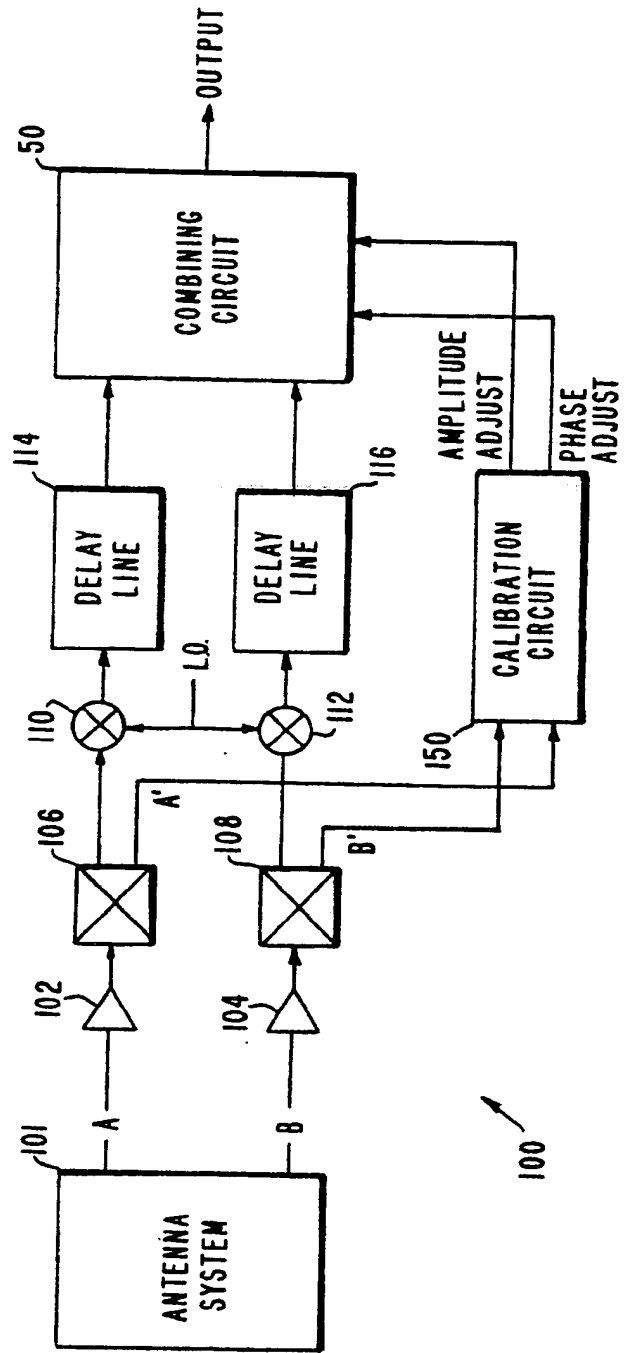 101
ANTENNA
SYSTEM
A
B
102
104
106
108
A'
B'
110
112
L.O.
114
DELAY
LINE
116
DELAY
LINE
50
COMBINING
CIRCUIT
OUTPUT
150
CALIBRATION
CIRCUIT
AMPLITUDE
ADJUST
PHASE
ADJUST
100